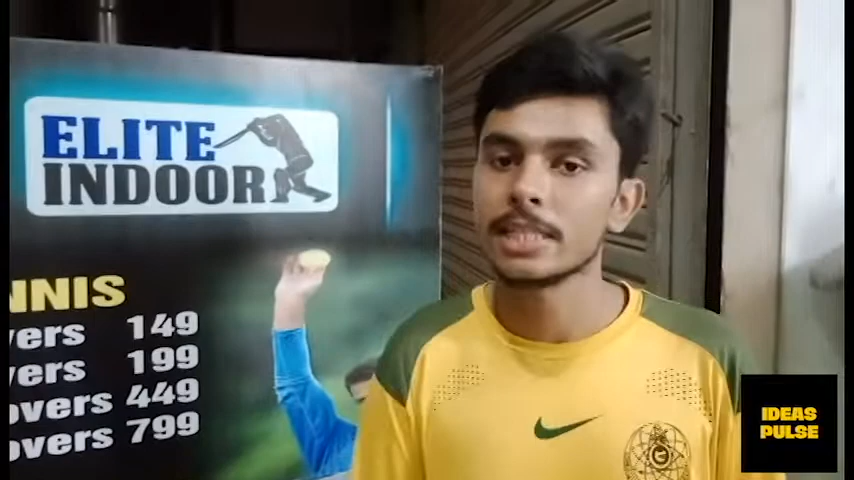 ELITE
INDOOR
NNIS
vers 149
vers 199
overs 449
overs 799
IDEAS
PULSE